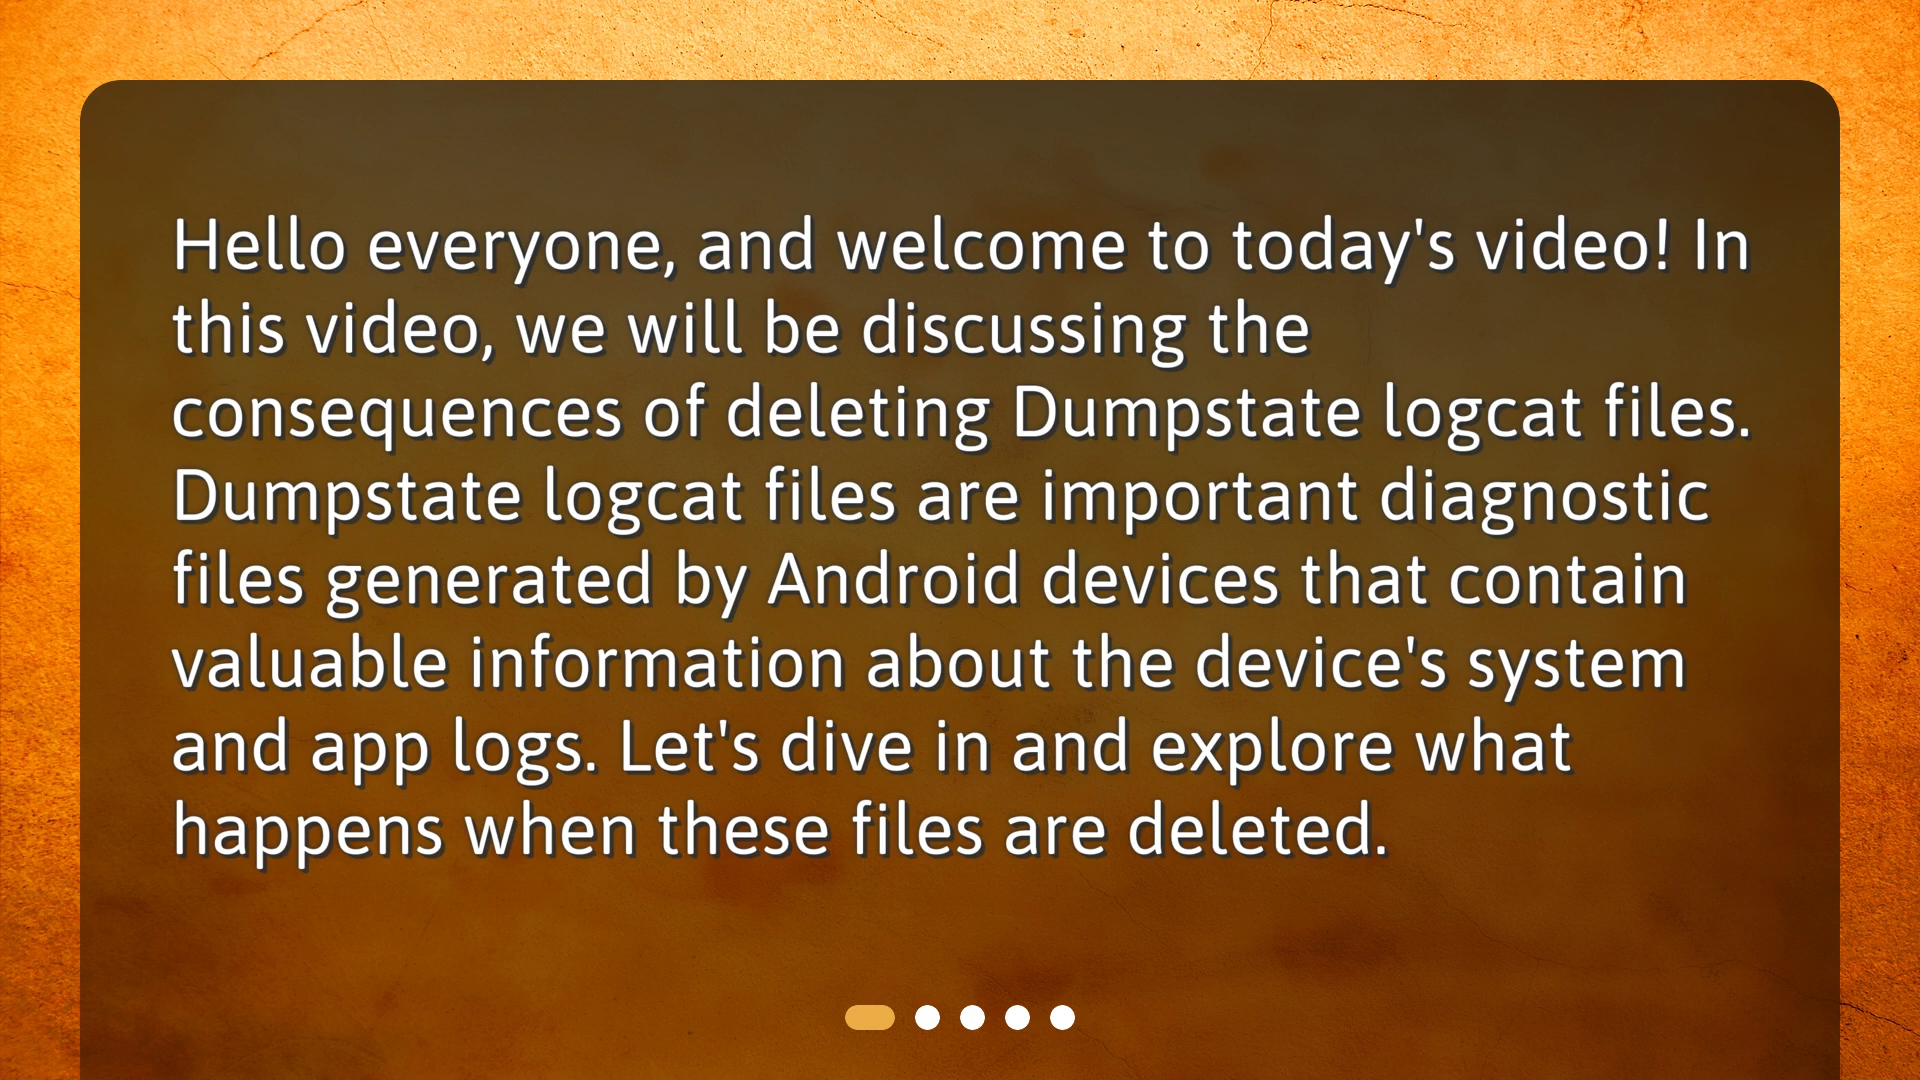 Hello everyone, and welcome to today's video! In
this video, we will be discussing the
consequences of deleting Dumpstate logcat files.
Dumpstate logcat files are important diagnostic
files generated by Android devices that contain
valuable information about the device's system
and app logs. Let's dive in and explore what
happens when these files are deleted.